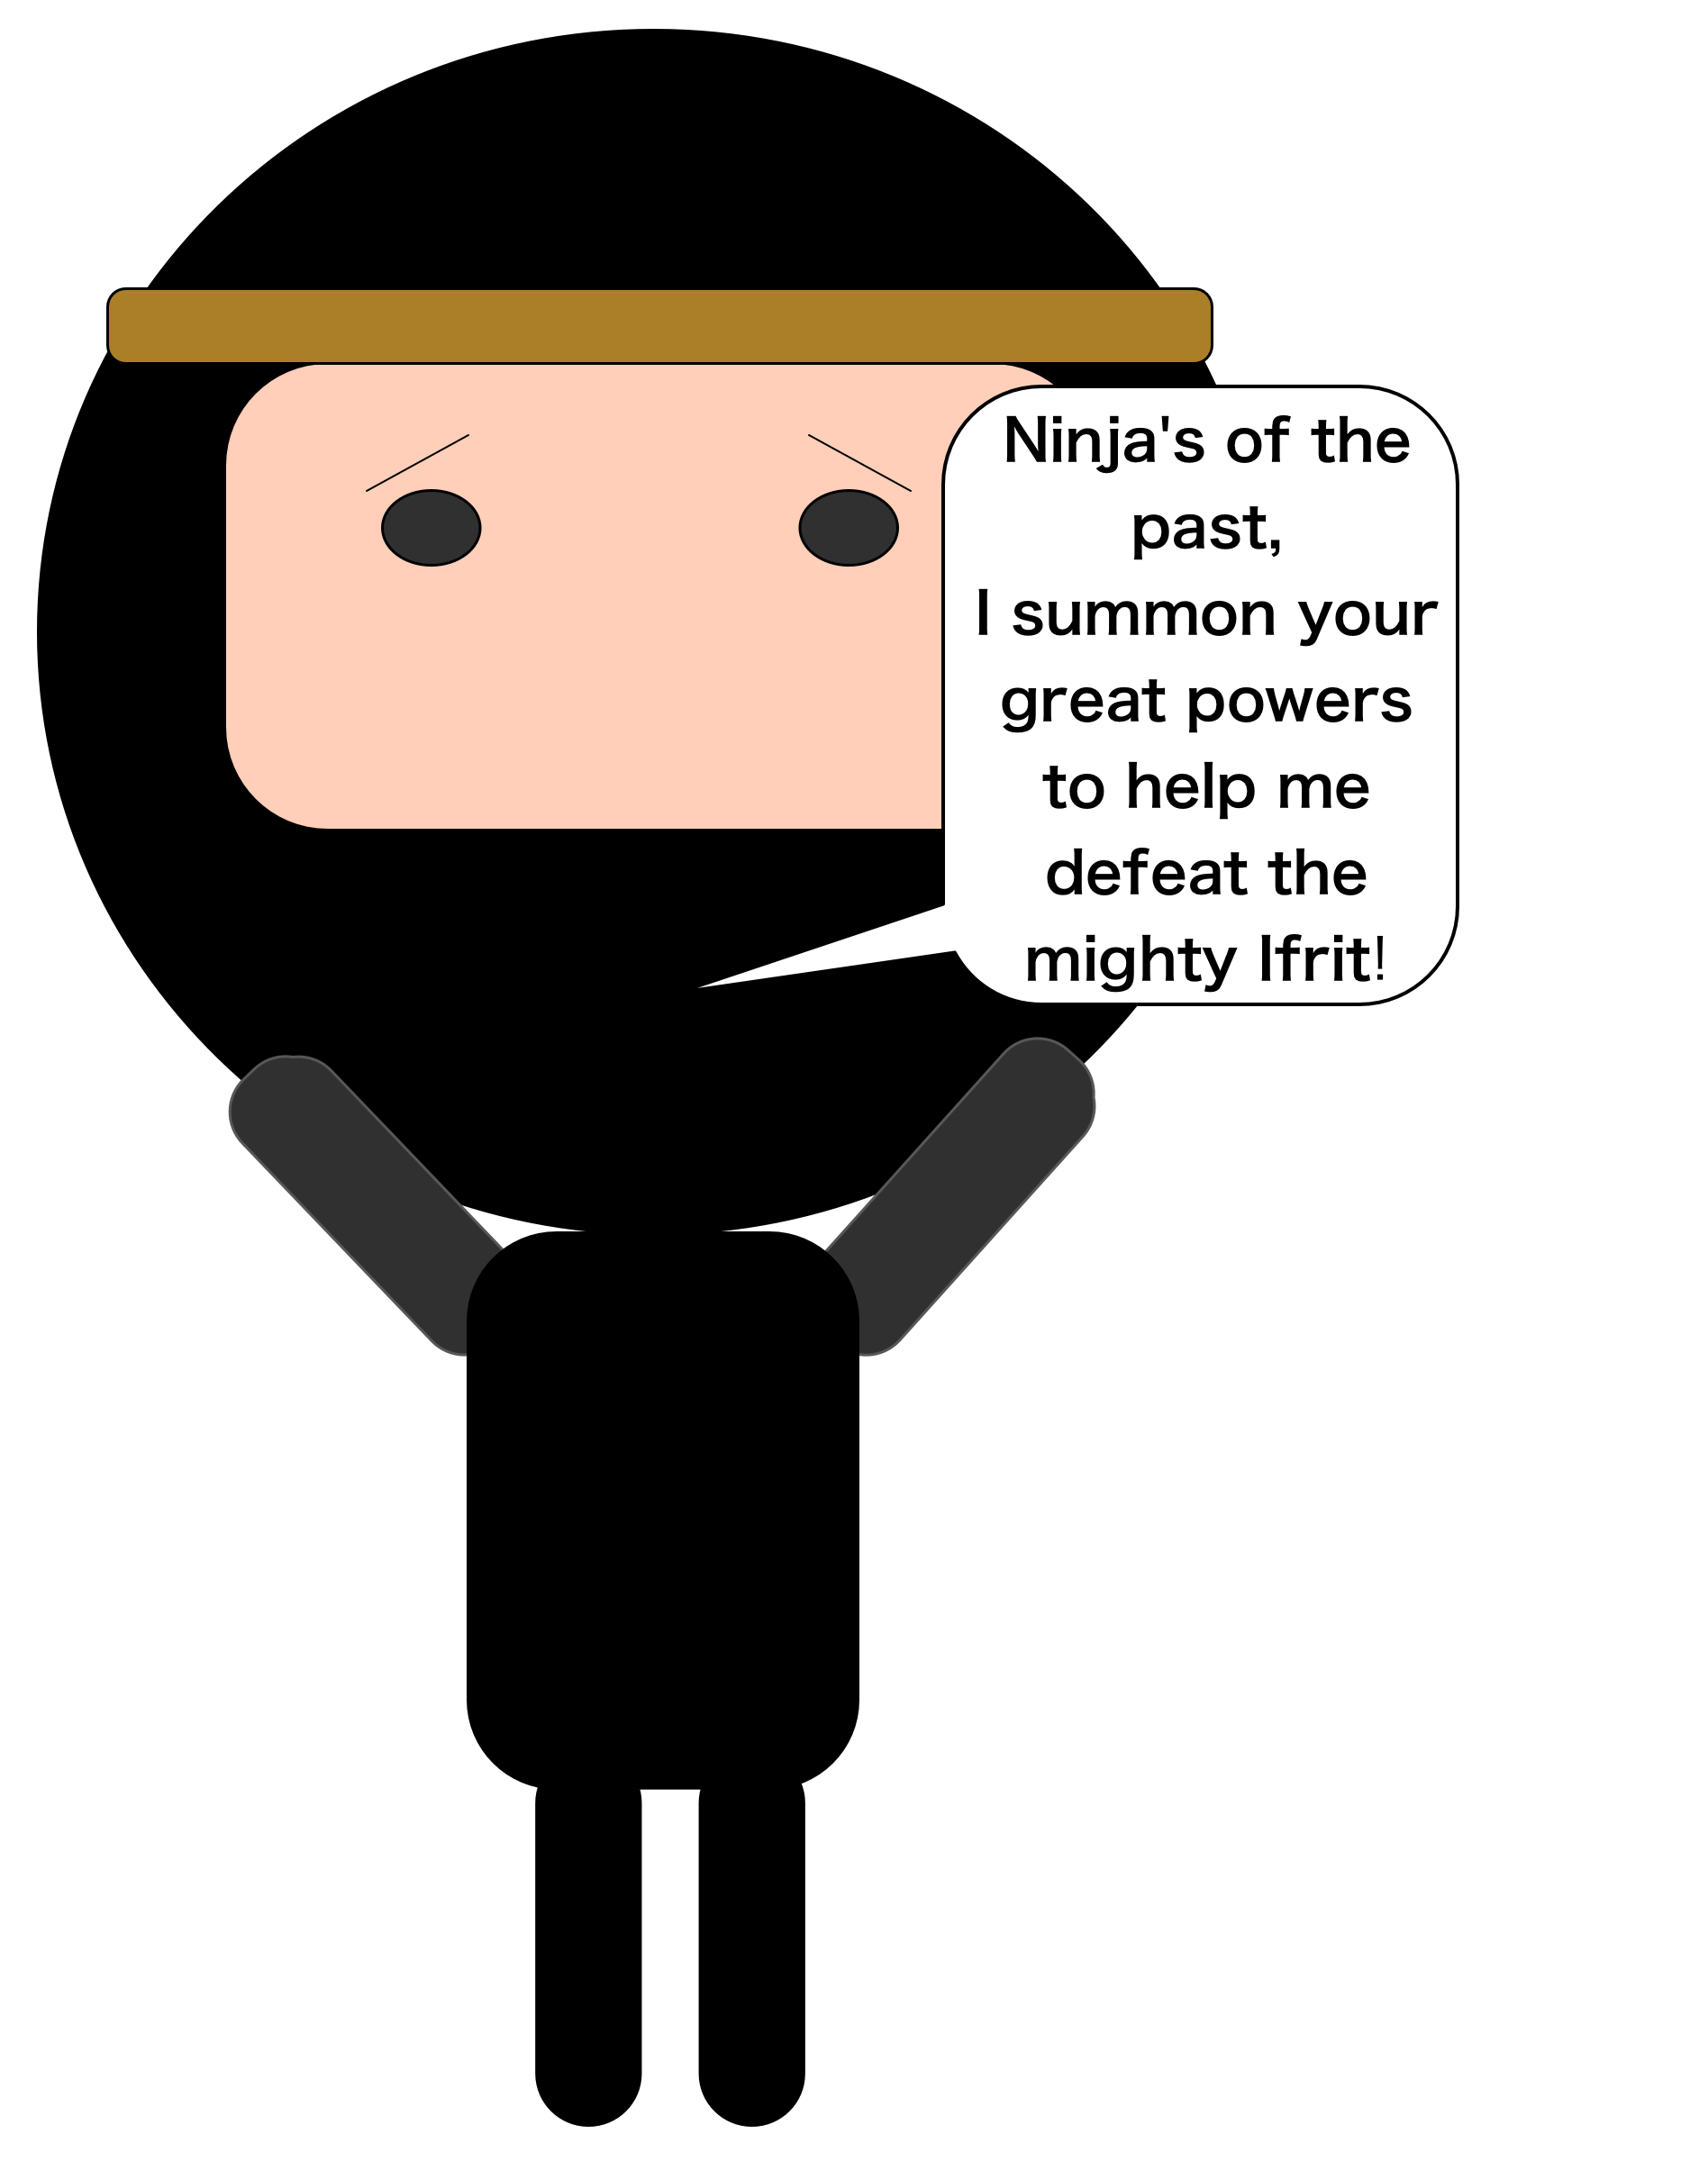 Ninja's of the
past,
I summon your
great powers
to help me
defeat the
mighty Ifrit!